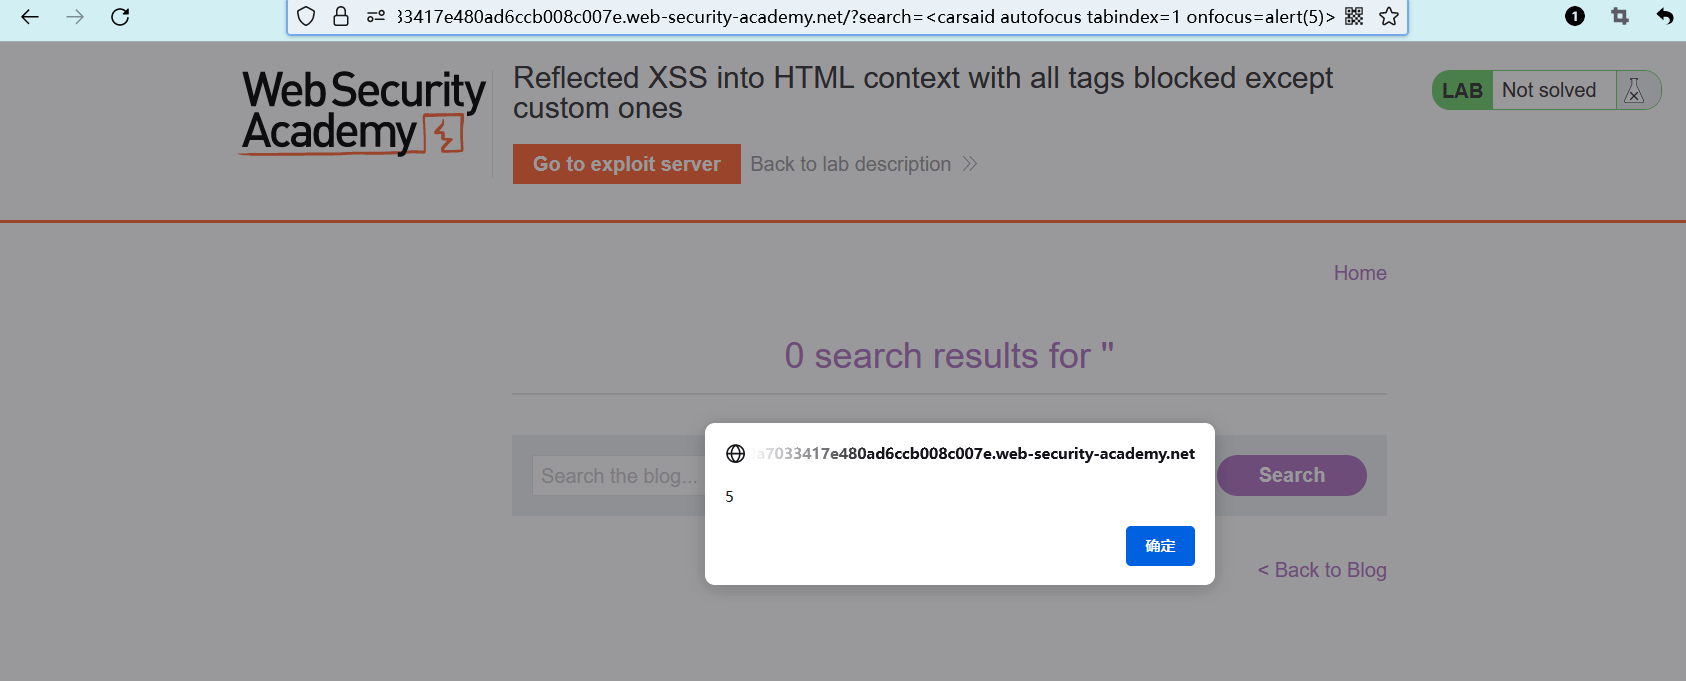 33417e480ad6ccb008c007e.web-security-academy.net/?search=<carsaid autofocus tabindex=1 onfocus=alert(5)>
1
Web Security
Academy
Reflected XSS into HTML context with all tags blocked except
custom ones
LAB Not solved
Go to exploit server
Back to lab description
Home
0 search results for "
a7033417e480ad6ccb008c007e.web-security-academy.net
5
确定
Search the blog...
Search
< Back to Blog